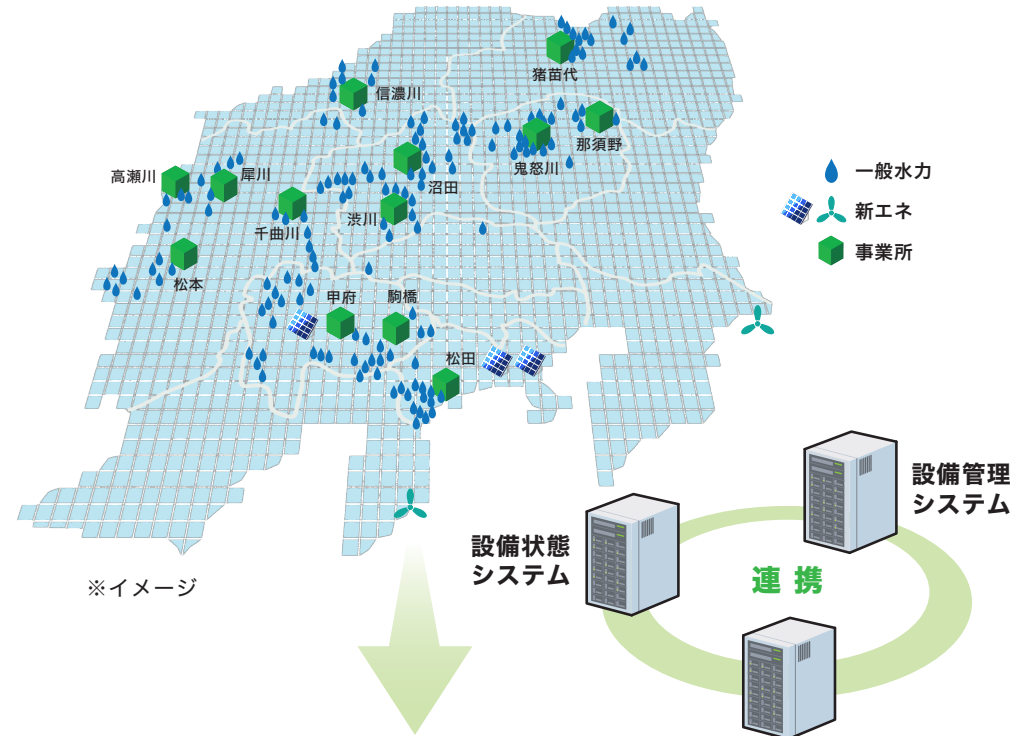 猪苗代
信濃川
那須野
鬼怒川
高瀬川
犀川
沼田
渋川
千曲川
松本
甲府
駒橋
松田
一般水力
新エネ
事業所
※イメージ
設備管理
システム
設備状態
システム
連携